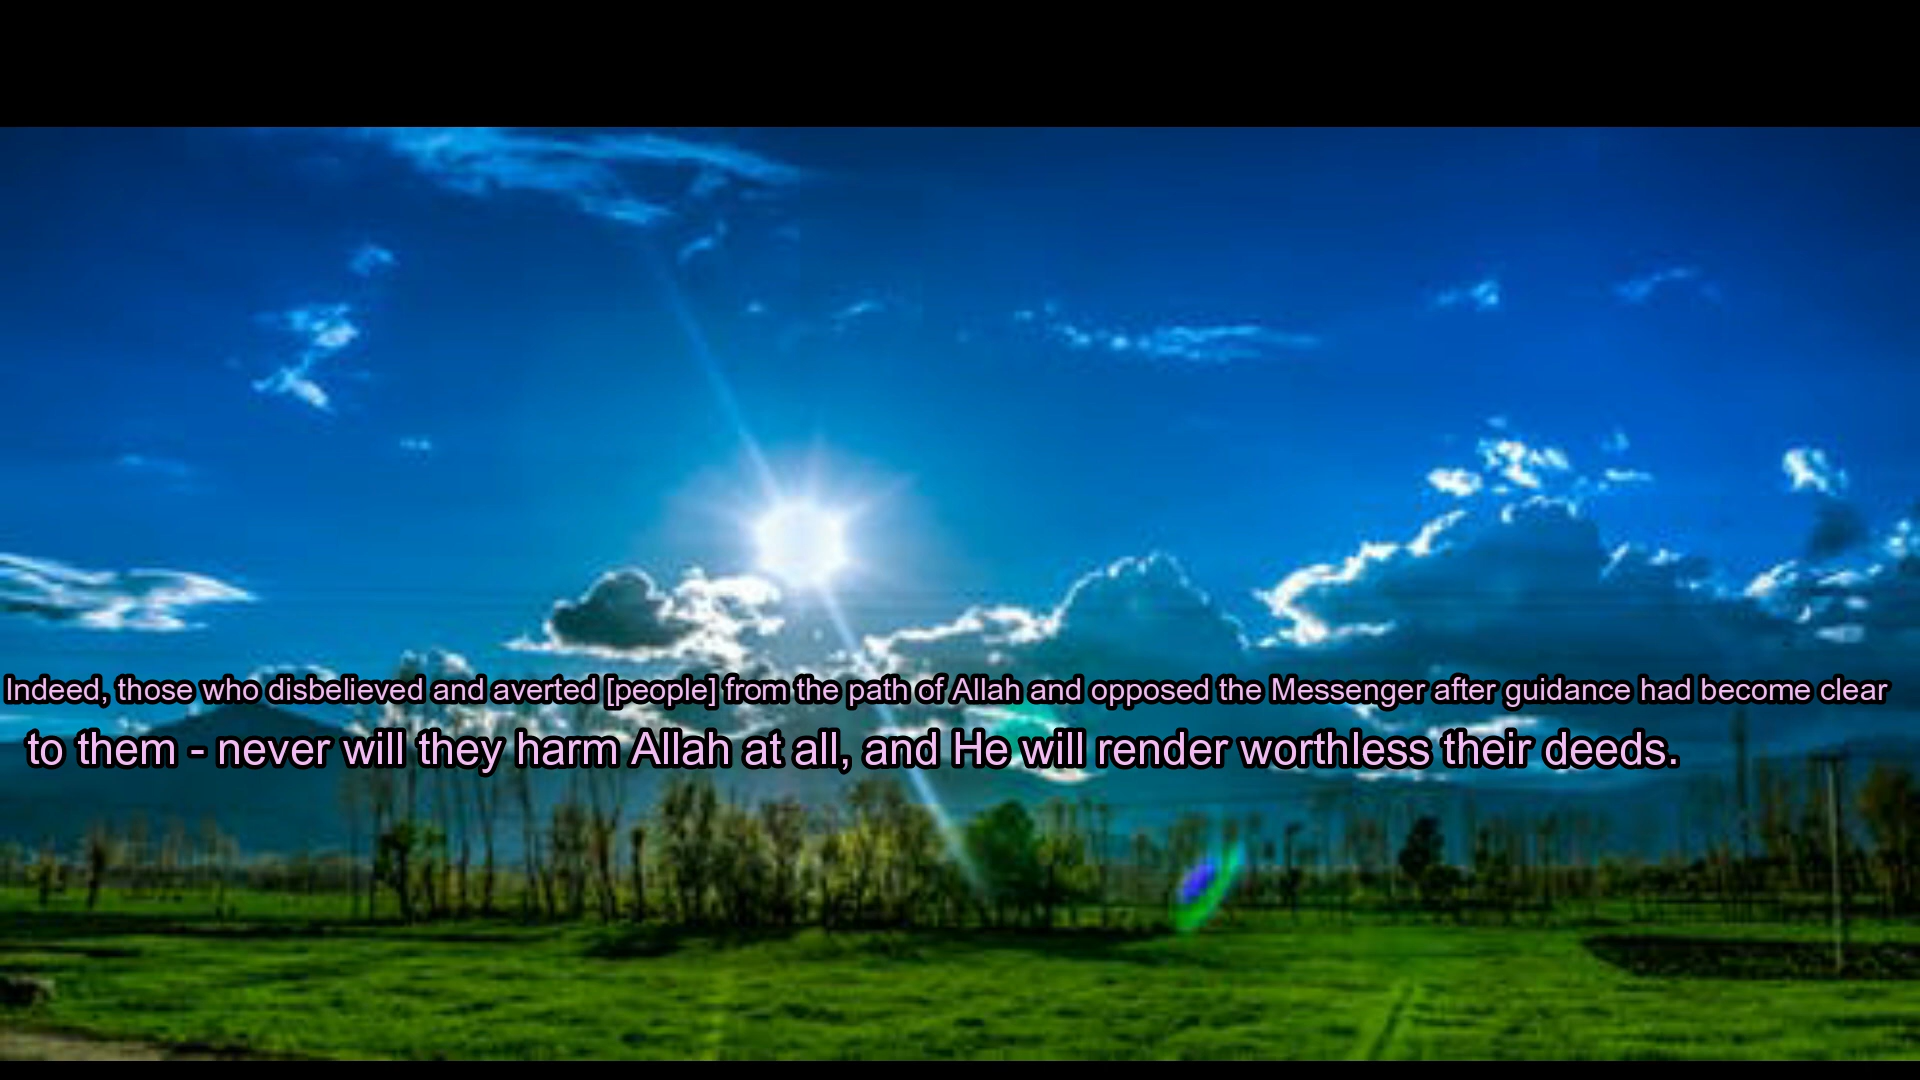 Indeed, those who disbelieved and averted [people] from the path of Allah and opposed the Messenger after guidance had become clear
to them - never will they harm Allah at all, and He will render worthless their deeds.